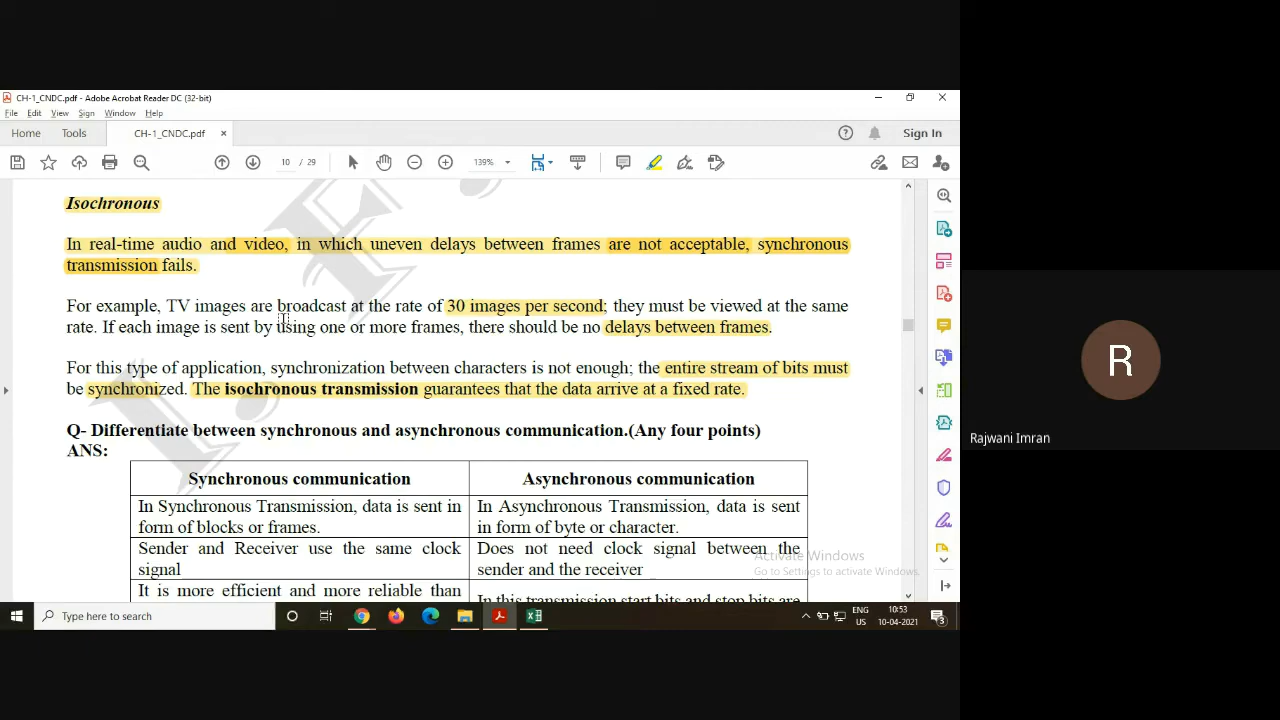 CH-1_CNDC.pdf - Adobe Acrobat Reader DC (32-bit)
File Edit View Sign Window Help
Home Tools CH-1_CNDC.pdf × Sign In
10 / 29 139%
Isochronous
In real-time audio and video, in which uneven delays between frames are not acceptable, synchronous
transmission fails.
For example, TV images are broadcast at the rate of 30 images per second; they must be viewed at the same
rate. If each image is sent by using one or more frames, there should be no delays between frames.
For this type of application, synchronization between characters is not enough; the entire stream of bits must
be synchronized. The isochronous transmission guarantees that the data arrive at a fixed rate.
Q- Differentiate between synchronous and asynchronous communication.(Any four points)
ANS:
Synchronous communication Asynchronous communication
In Synchronous Transmission, data is sent in
form of blocks or frames.
In Asynchronous Transmission, data is sent
in form of byte or character.
Sender and Receiver use the same clock
signal
Does not need clock signal between the
sender and the receiver
It is more efficient and more reliable than
In this transmission start bits and stop bits are
Activate Windows
Go to Settings to activate Windows.
Type here to search
ENG
US
10:53
10-04-2021
3
R
Rajwani Imran